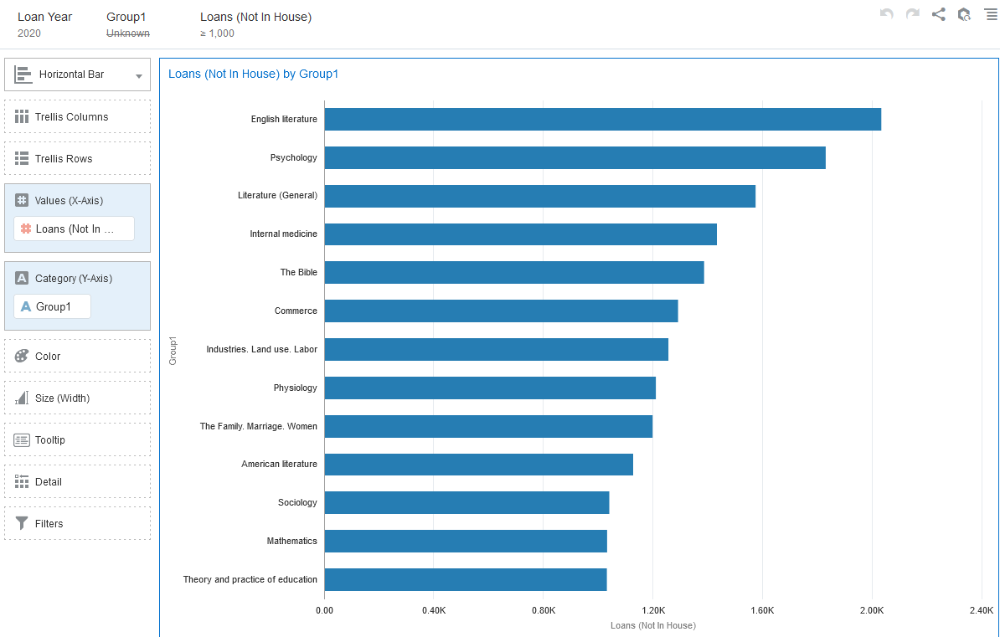 Loan Year Group1 Loans (Not In House)
2020 Unknown ≥ 1,000
Horizontal Bar
Trellis Columns
Trellis Rows
Values (X-Axis)
Loans (Not In ...
Category (Y-Axis)
A Group1
Color
Size (Width)
Tooltip
Detail
Filters
Loans (Not In House) by Group1
Group1
English literature
Psychology
Literature (General)
Internal medicine
The Bible
Commerce
Industries. Land use. Labor
Physiology
The Family. Marriage. Women
American literature
Sociology
Mathematics
Theory and practice of education
0.00 0.40K 0.80K 1.20K 1.60K 2.00K 2.40K
Loans (Not In House)